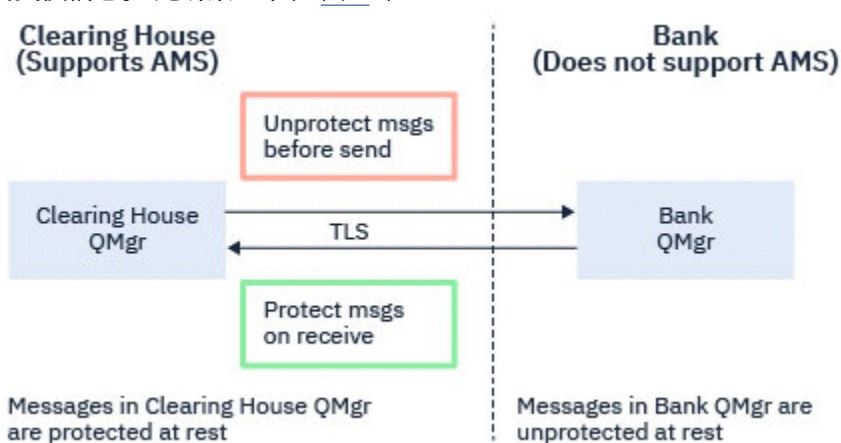 Clearing House
(Supports AMS)
Bank
(Does not support AMS)
Unprotect msgs
before send
Clearing House
QMgr
TLS
Bank
QMgr
Protect msgs
on receive
Messages in Clearing House QMgr
are protected at rest
Messages in Bank QMgr are
unprotected at rest